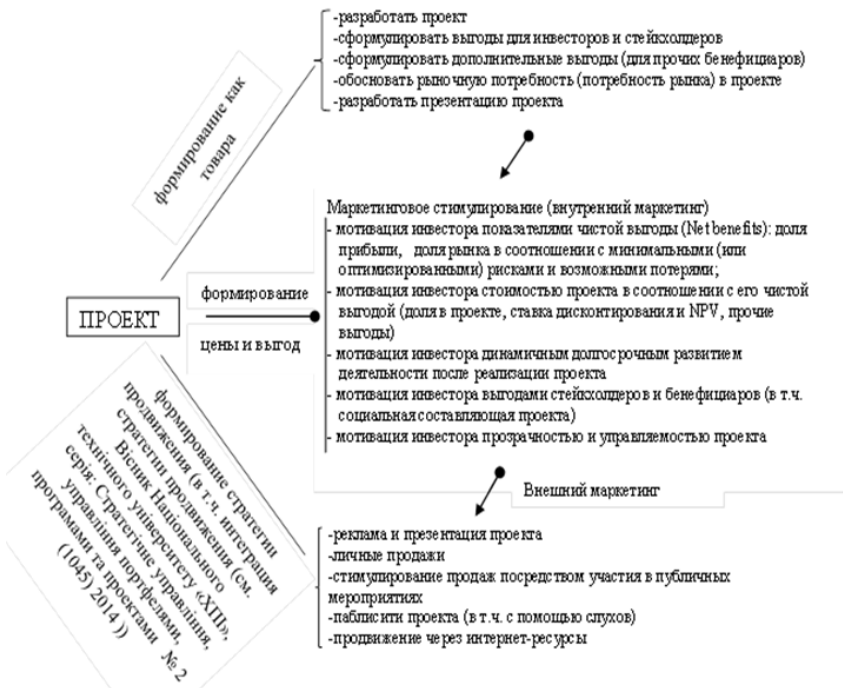 -разработать проект
-сформулировать выгоды для инвесторов и стейкхолдеров
-сформулировать дополнительные выгоды (для прочих бенефициаров)
-обосновать рыночную потребность (потребность рынка) в проекте
-разработать презентацию проекта
формирование как
товара
Маркетинговое стимулирование (внутренний маркетинг)
- мотивация инвестора показателями чистой выгоды (Net benefits): доля
прибыли, доля рынка в соотношении с минимальными (или
оптимизированными) рисками и возможными потерями;
- мотивация инвестора стоимостью проекта в соотношении с его чистой
выгодой (доля в проекте, ставка дисконтирования и NPV, прочие
выгоды)
- мотивация инвестора динамичным долгосрочным развитием
деятельности после реализации проекта
- мотивация инвестора выгодами стейкхолдеров и бенефициаров (в т.ч.
социальная составляющая проекта)
- мотивация инвестора прозрачностью и управляемостью проекта
ПРОЕКТ
формирование
цены и выгод
формирование стратегии
продвижения (в т.ч. интеграция
стратегии продвижения (см.
Вісник Національного
технічного університету «ХПІ»,
серія: Стратегічне управління,
управління портфелями,
програмами та проектами № 2
(1045) 2014 ))
Внешний маркетинг
-реклама и презентация проекта
-личные продажи
-стимулирование продаж посредством участия в публичных
мероприятиях
-паблисити проекта (в т.ч. с помощью слухов)
-продвижение через интернет-ресурсы